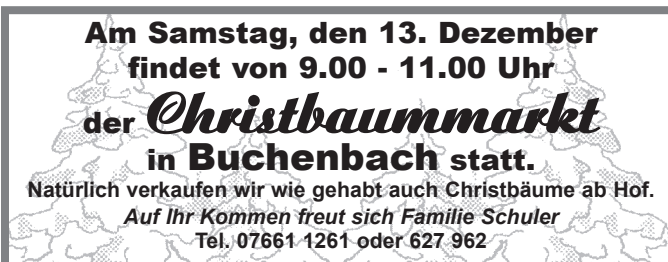 Am Samstag, den 13. Dezember
findet von 9.00 - 11.00 Uhr
der Christbaummarkt
in Buchenbach statt.
Natürlich verkaufen wir wie gehabt auch Christbäume ab Hof.
Auf Ihr Kommen freut sich Familie Schuler
Tel. 07661 1261 oder 627 962